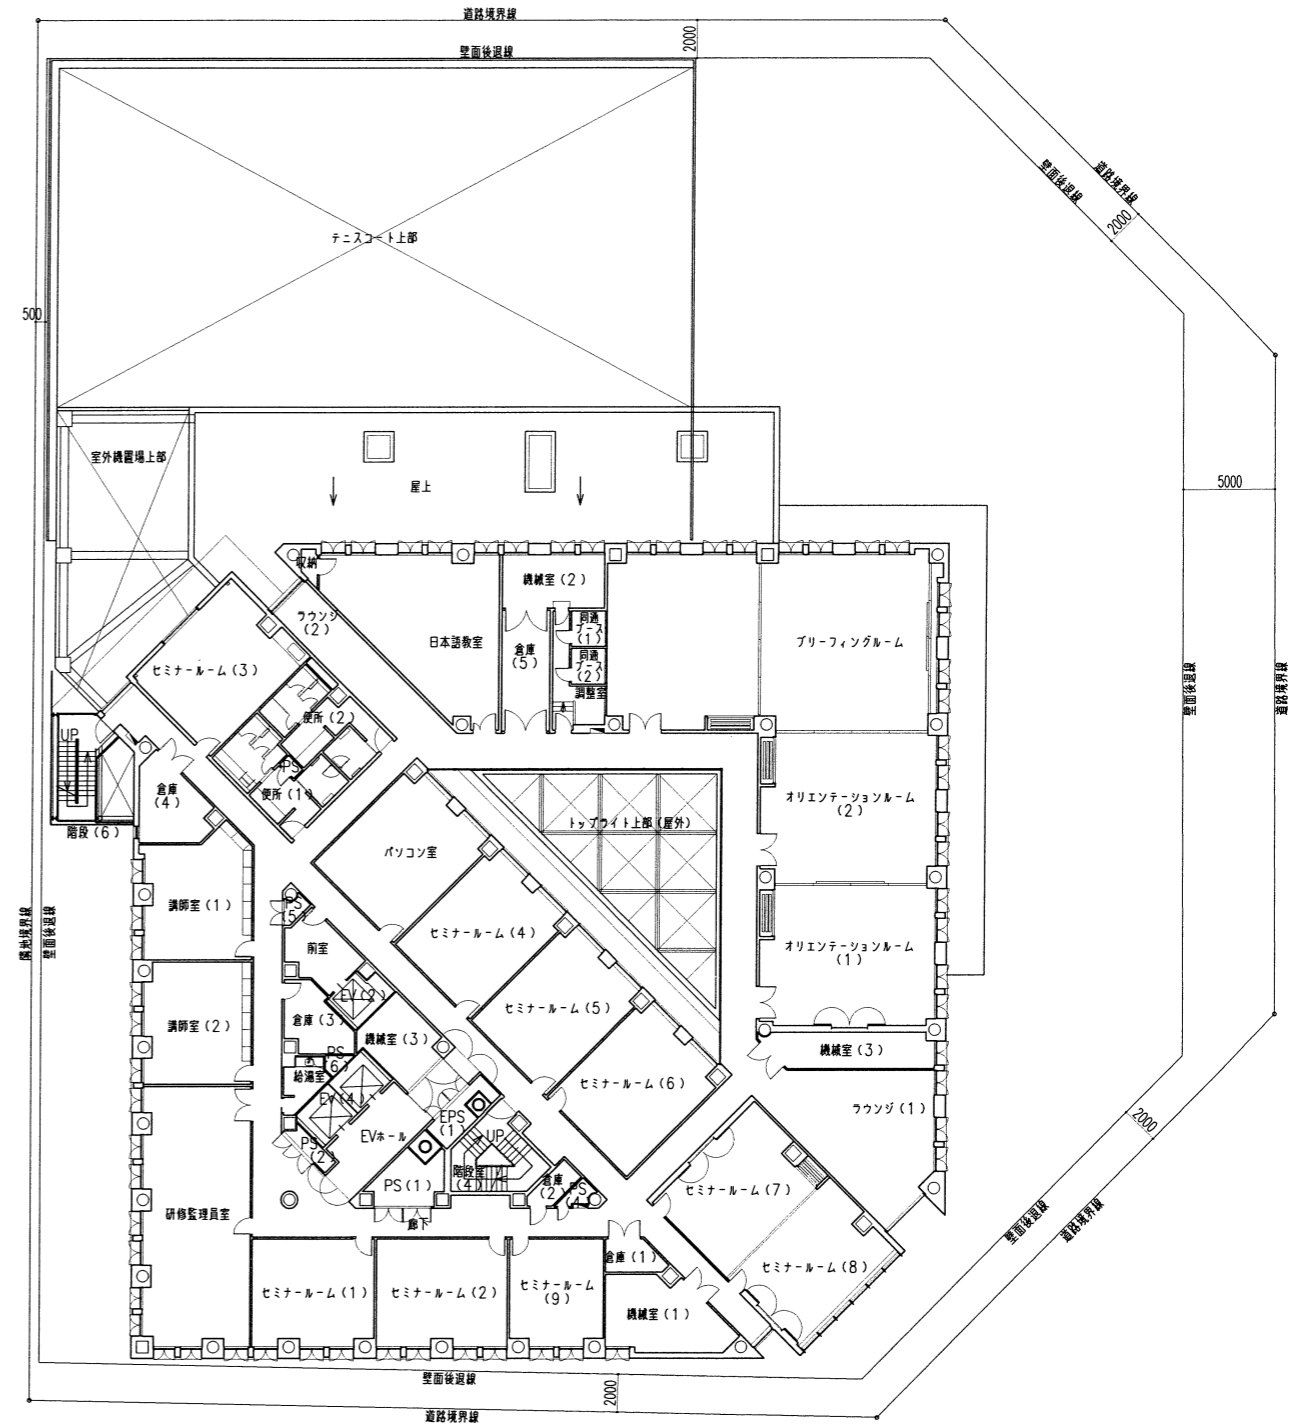 道路境界線
壁面後退線
2000
壁面後退線
道路境界線
2000
テニスコート上部
500
室外機置場上部
屋上
5000
収納
機械室(2)
ラウンジ
(2)
日本語教室
倉庫
(5)
同通
ブース
(1)
同通
ブース
(2)
調整室
ブリーフィングルーム
セミナールーム(3)
便所(2)
PS
便所(1)
UP
階段(6)
倉庫
(4)
壁面後退線
道路境界線
オリエンテーションルーム
(2)
トップライト上部(屋外)
パソコン室
講師室(1)
PS
(5)
前室
セミナールーム(4)
オリエンテーションルーム
(1)
隣地境界線
壁面後退線
EV(2)
講師室(2)
倉庫(3)
機械室(3)
セミナールーム(5)
機械室(3)
PS
(6)
給湯室
EV(4)
セミナールーム(6)
ラウンジ(1)
EPS
(1)
UP
EVホール
PS
(2)
階段室
(4)
PS(1)
倉庫
(2)
PS
(4)
セミナールーム(7)
2000
研修監理員室
廊下
倉庫(1)
セミナールーム(8)
壁面後退線
道路境界線
セミナールーム(1)
セミナールーム(2)
セミナールーム
(9)
機械室(1)
壁面後退線
2000
道路境界線